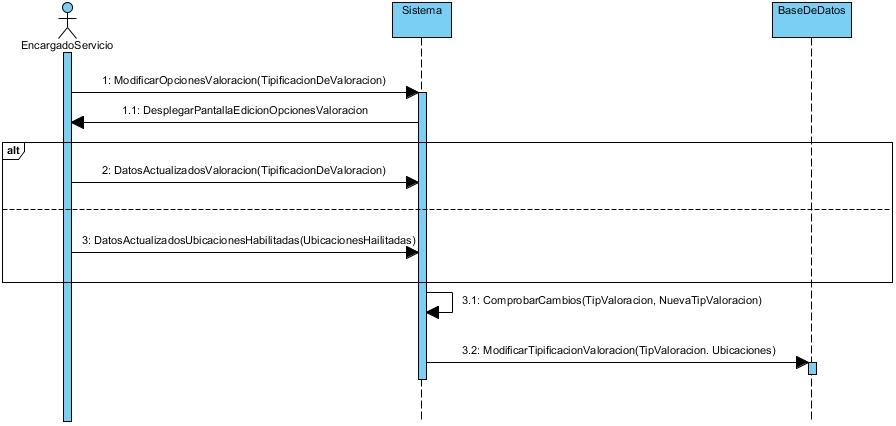 Sistema
BaseDeDatos
EncargadoServicio
1: ModificarOpcionesValoracion(TipificacionDeValoracion)
1.1: DesplegarPantallaEdicionOpcionesValoracion
alt
2: DatosActualizadosValoracion(TipificacionDeValoracion)
3: DatosActualizadosUbicacionesHabilitadas(UbicacionesHailitadas)
3.1: ComprobarCambios(TipValoracion, NuevaTipValoracion)
3.2: ModificarTipificacionValoracion(TipValoracion. Ubicaciones)